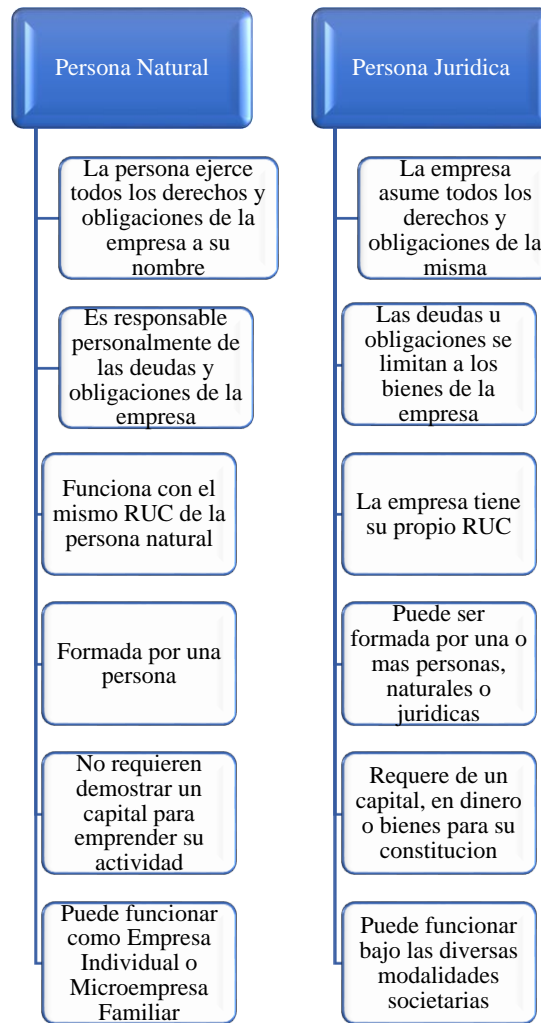 Persona Natural
La persona ejerce
todos los derechos y
obligaciones de la
empresa a su
nombre
Es responsable
personalmente de
las deudas y
obligaciones de la
empresa
Funciona con el
mismo RUC de la
persona natural
Formada por una
persona
No requieren
demostrar un
capital para
emprender su
actividad
Puede funcionar
como Empresa
Individual o
Microempresa
Familiar
Persona Juridica
La empresa
asume todos los
derechos y
obligaciones de la
misma
Las deudas u
obligaciones se
limitan a los
bienes de la
empresa
La empresa tiene
su propio RUC
Puede ser
formada por una o
mas personas,
naturales o
juridicas
Requere de un
capital, en dinero
o bienes para su
constitucion
Puede funcionar
bajo las diversas
modalidades
societarias